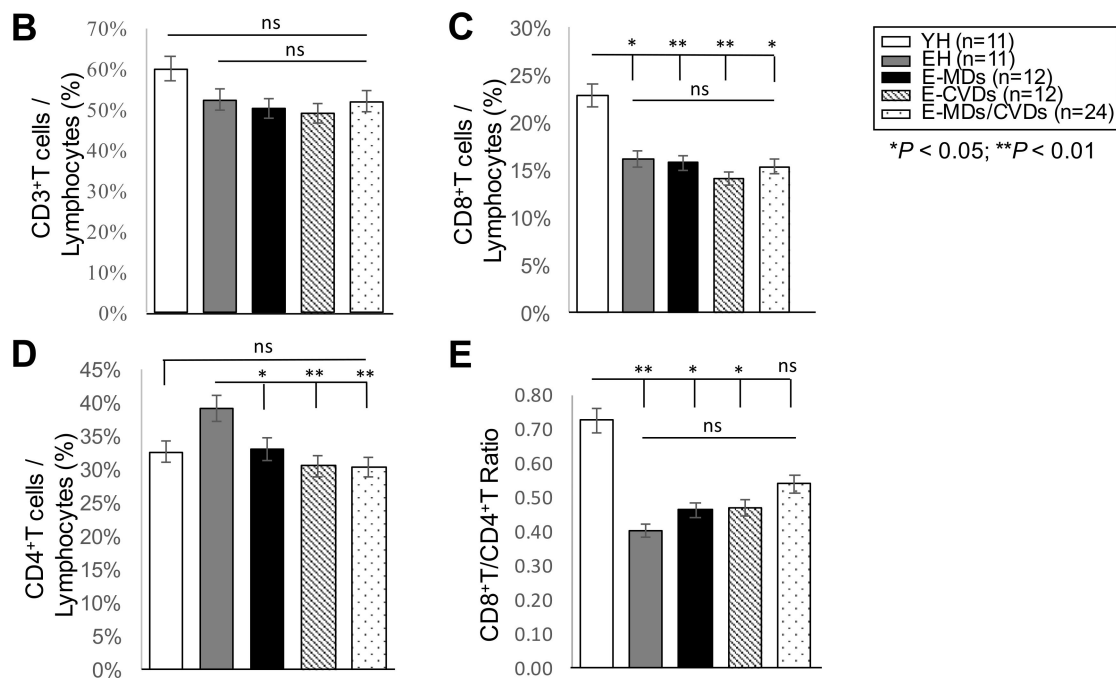 B
CD3⁺T cells /
Lymphocytes (%)
70%
60%
50%
40%
30%
20%
10%
0%
ns
ns
C
CD8⁺T cells /
Lymphocytes (%)
30%
25%
20%
15%
10%
5%
0%
* ** ** *
ns
YH (n=11)
EH (n=11)
E-MDs (n=12)
E-CVDs (n=12)
E-MDs/CVDs (n=24)
*P < 0.05; **P < 0.01
D
CD4⁺T cells /
Lymphocytes (%)
45%
40%
35%
30%
25%
20%
15%
10%
5%
0%
ns
* ** **
E
CD8⁺T/CD4⁺T Ratio
0.80
0.70
0.60
0.50
0.40
0.30
0.20
0.10
0.00
** * * ns
ns